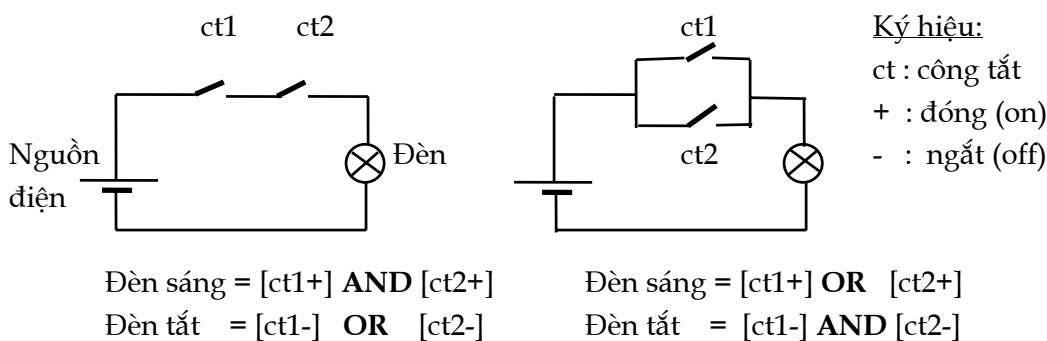 ct1 ct2
Nguồn
điện
Đèn
Đèn sáng = [ct1+] AND [ct2+]
Đèn tắt = [ct1-] OR [ct2-]
ct1
ct2
Đèn sáng = [ct1+] OR [ct2+]
Đèn tắt = [ct1-] AND [ct2-]
Ký hiệu:
ct : công tắt
+ : đóng (on)
- : ngắt (off)